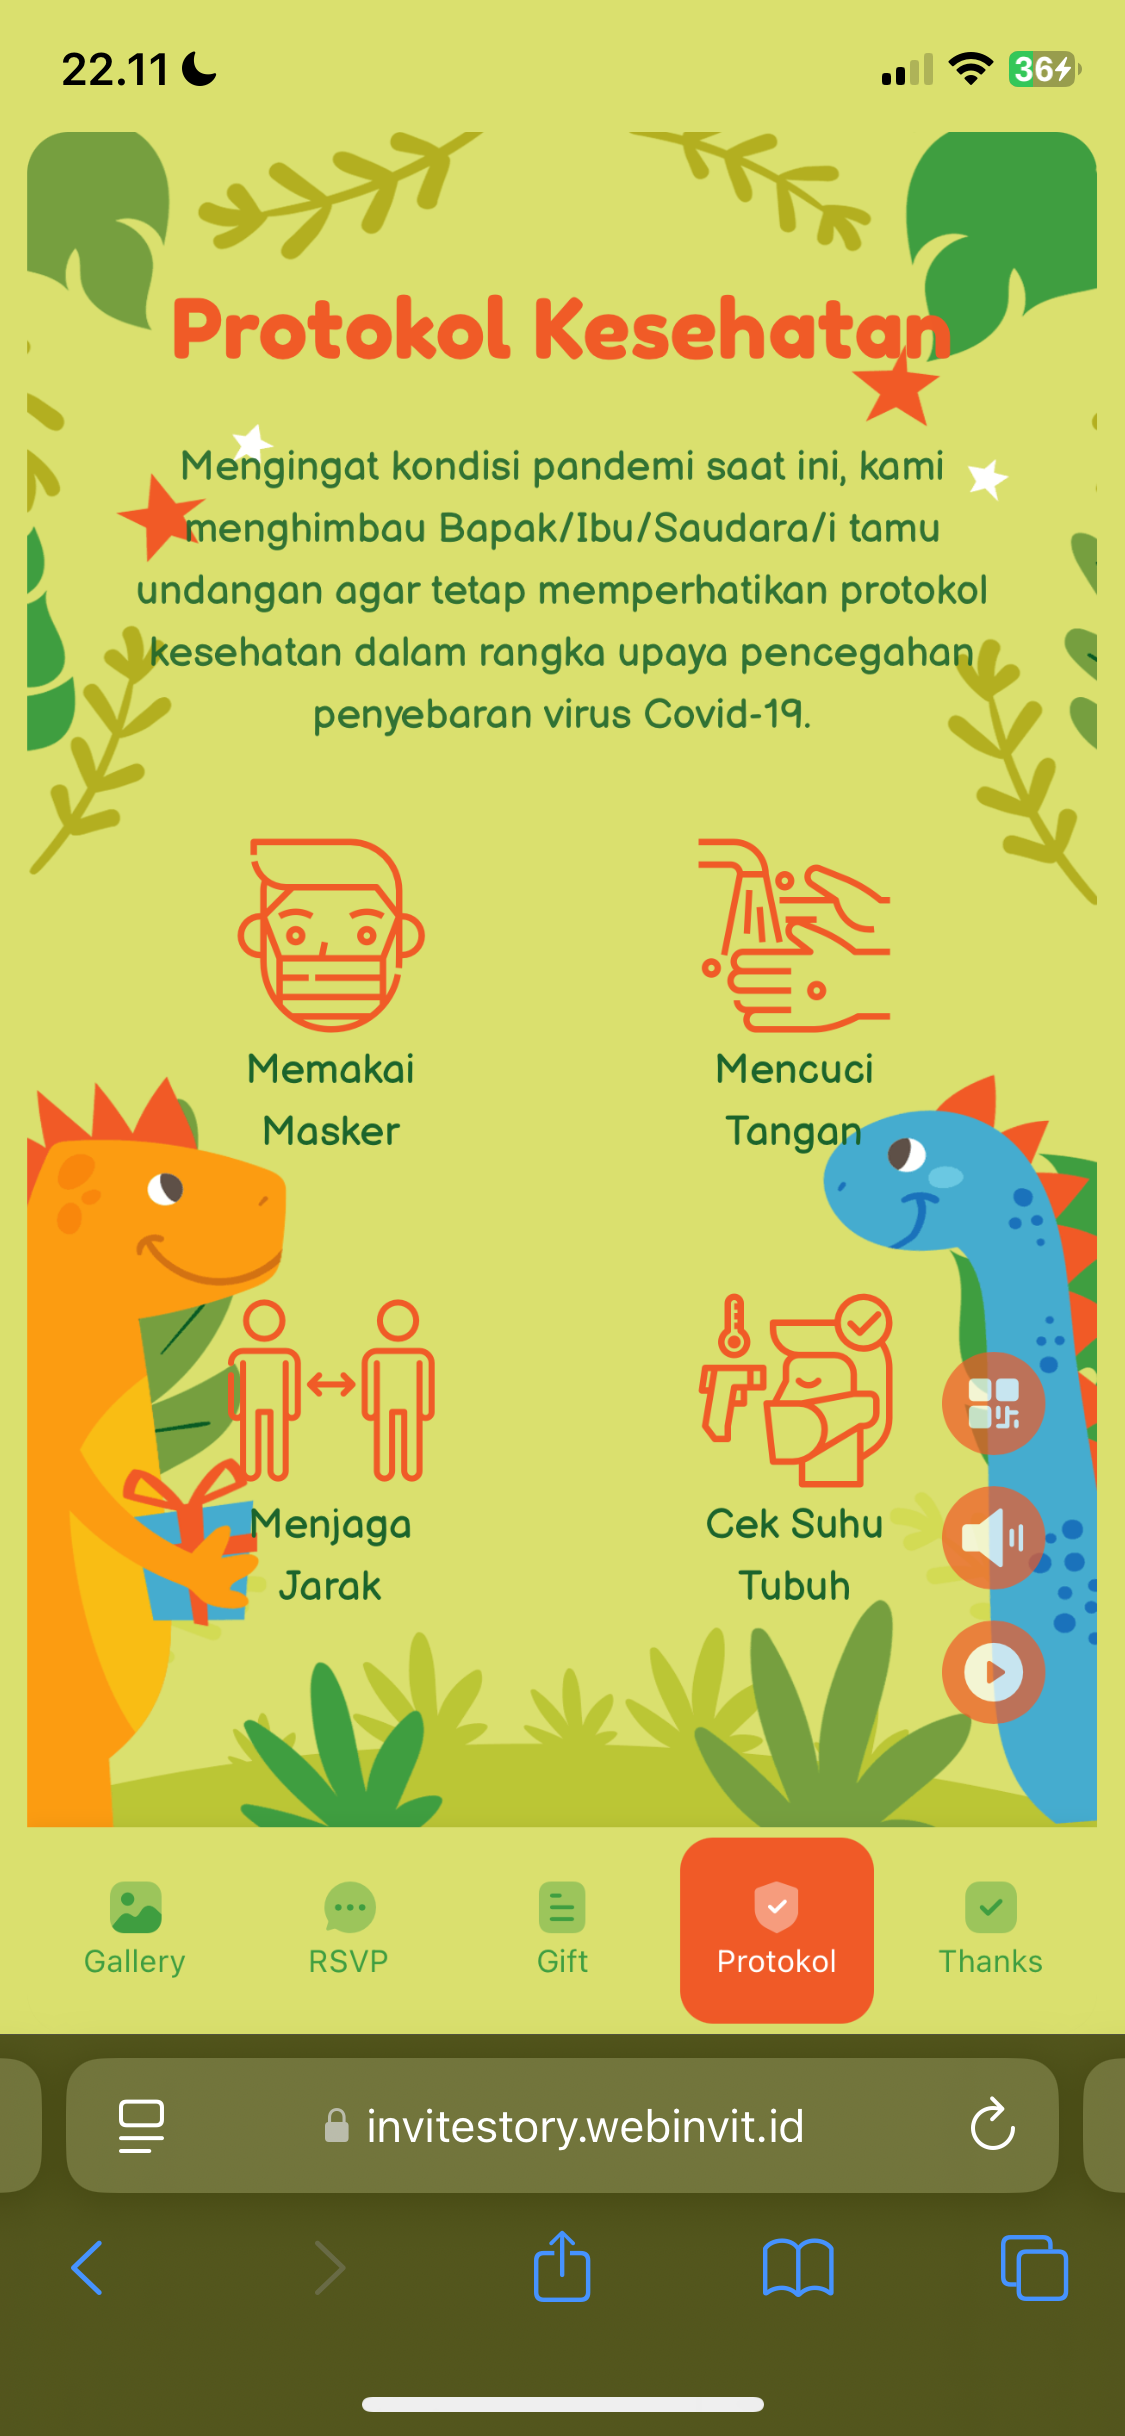 22.11
36
Protokol Kesehatan
Mengingat kondisi pandemi saat ini, kami
menghimbau Bapak/Ibu/Saudara/i tamu
undangan agar tetap memperhatikan protokol
kesehatan dalam rangka upaya pencegahan
penyebaran virus Covid-19.
Memakai
Masker
Mencuci
Tangan
Menjaga
Jarak
Cek Suhu
Tubuh
Gallery
RSVP
Gift
Protokol
Thanks
invitestory.webinvit.id